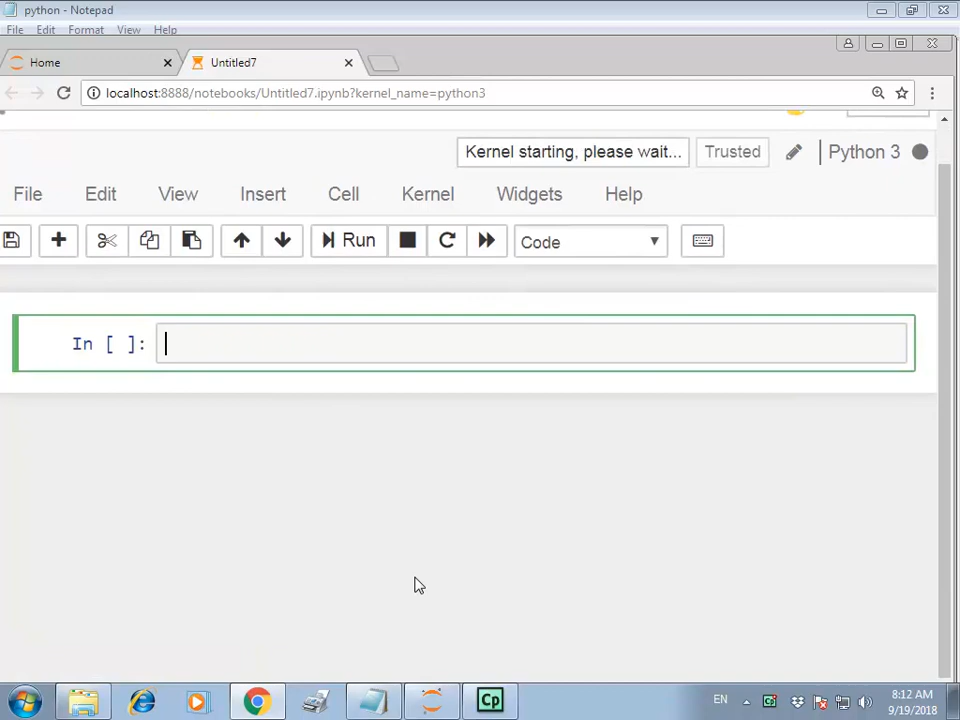 python - Notepad
File Edit Format View Help
Home Untitled7
localhost:8888/notebooks/Untitled7.ipynb?kernel_name=python3
Kernel starting, please wait... Trusted Python 3
File Edit View Insert Cell Kernel Widgets Help
Run Code
In [ ]:
Cp
EN
8:12 AM
9/19/2018